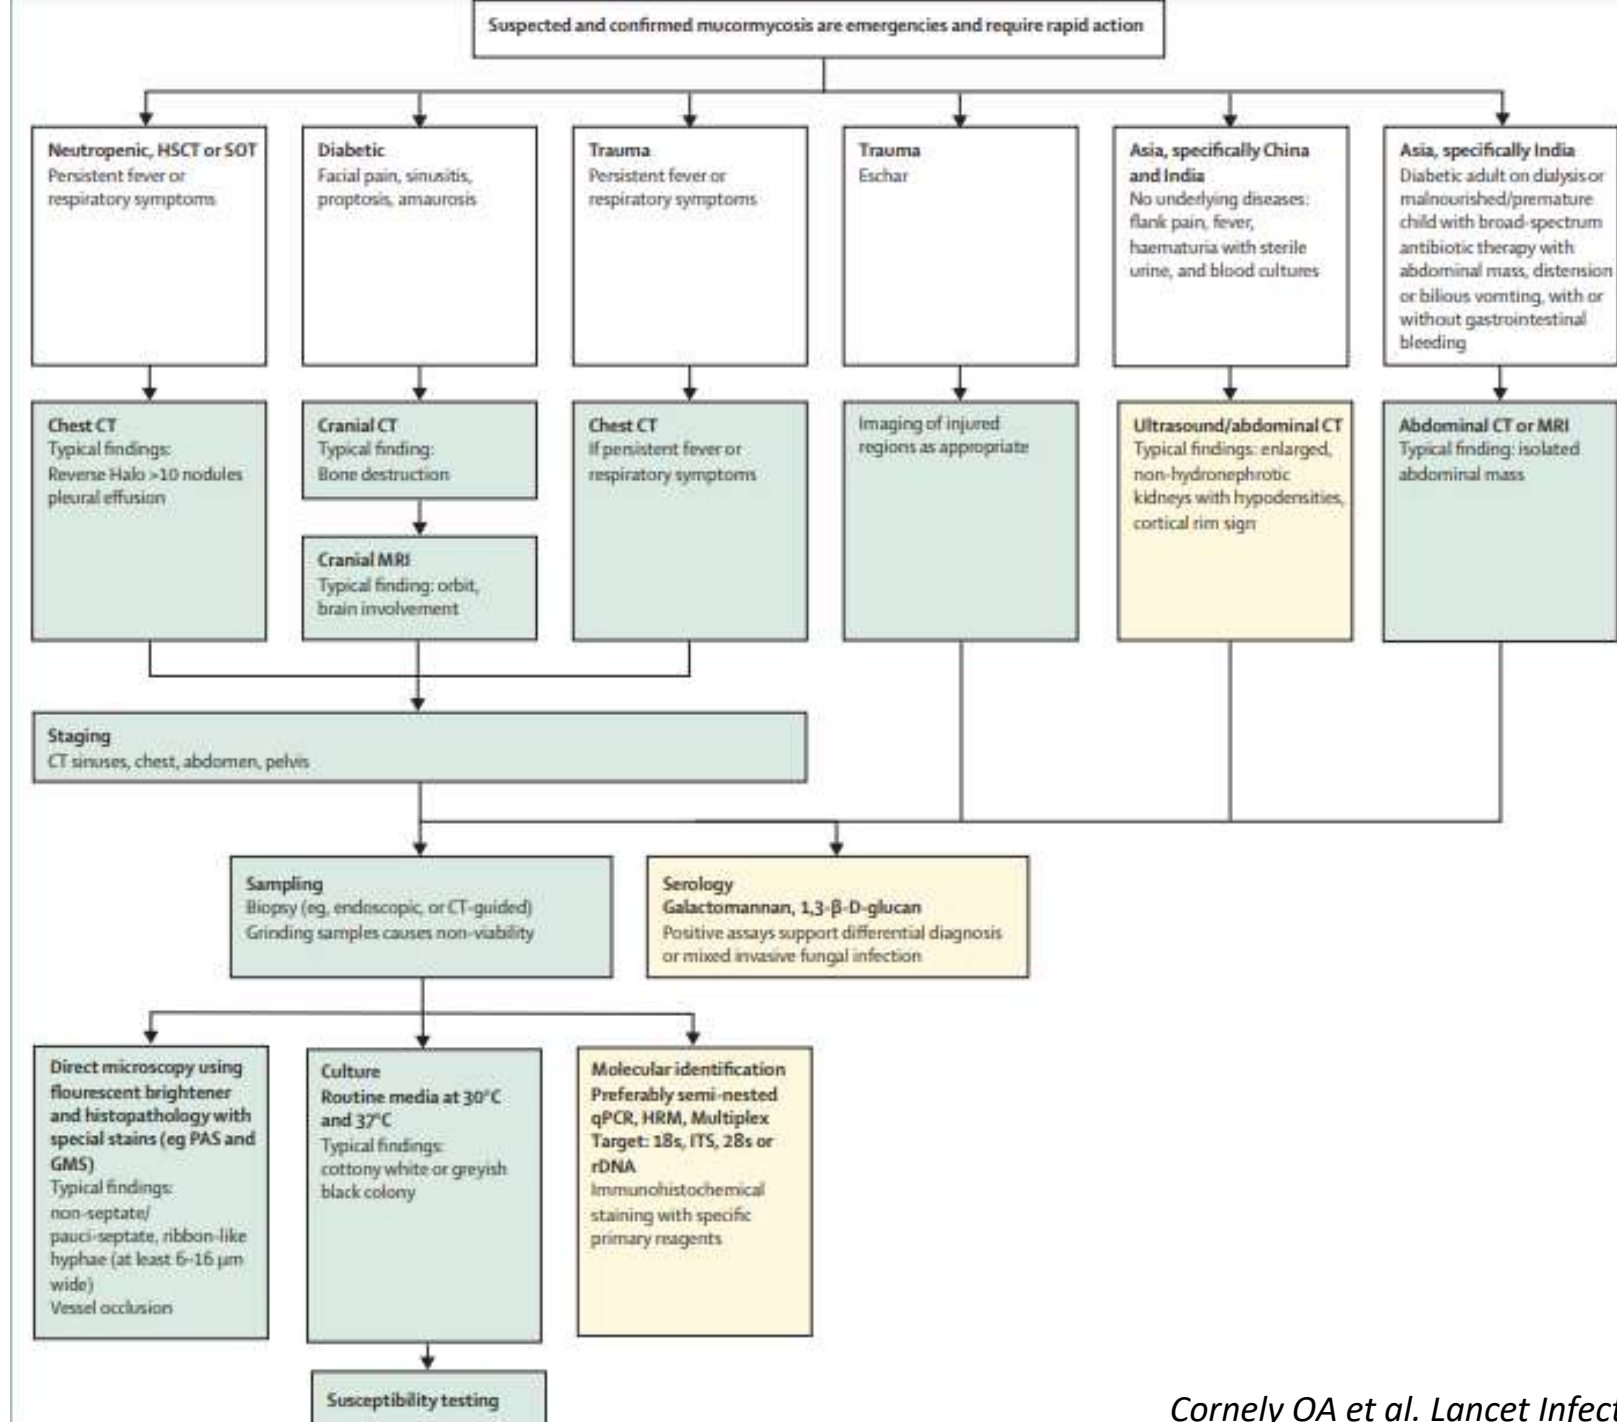 Suspected and confirmed mucormycosis are emergencies and require rapid action
Neutropenic, HSCT or SOT
Persistent fever or
respiratory symptoms
Diabetic
Facial pain, sinusitis,
proptosis, amaurosis
Trauma
Persistent fever or
respiratory symptoms
Trauma
Eschar
Asia, specifically China
and India
No underlying diseases:
flank pain, fever,
haematuria with sterile
urine, and blood cultures
Asia, specifically India
Diabetic adult on dialysis or
malnourished/premature
child with broad-spectrum
antibiotic therapy with
abdominal mass, distension
or bilious vomting, with or
without gastrointestinal
bleeding
Chest CT
Typical findings:
Reverse Halo >10 nodules
pleural effusion
Cranial CT
Typical finding:
Bone destruction
Cranial MRI
Typical finding: orbit,
brain involvement
Chest CT
If persistent fever or
respiratory symptoms
Imaging of injured
regions as appropriate
Ultrasound/abdominal CT
Typical findings: enlarged,
non-hydronephrotic
kidneys with hypodensities,
cortical rim sign
Abdominal CT or MRI
Typical finding: isolated
abdominal mass
Staging
CT sinuses, chest, abdomen, pelvis
Sampling
Biopsy (eg, endoscopic, or CT-guided)
Grinding samples causes non-viability
Serology
Galactomannan, 1,3-β-D-glucan
Positive assays support differential diagnosis
or mixed invasive fungal infection
Direct microscopy using
flourescent brightener
and histopathology with
special stains (eg PAS and
GMS)
Typical findings:
non-septate/
pauci-septate, ribbon-like
hyphae (at least 6–16 μm
wide)
Vessel occlusion
Culture
Routine media at 30°C
and 37°C
Typical findings:
cottony white or greyish
black colony
Molecular identification
Preferably semi-nested
qPCR, HRM, Multiplex
Target: 18s, ITS, 28s or
rDNA
Immunohistochemical
staining with specific
primary reagents
Susceptibility testing
Cornely OA et al. Lancet Infect